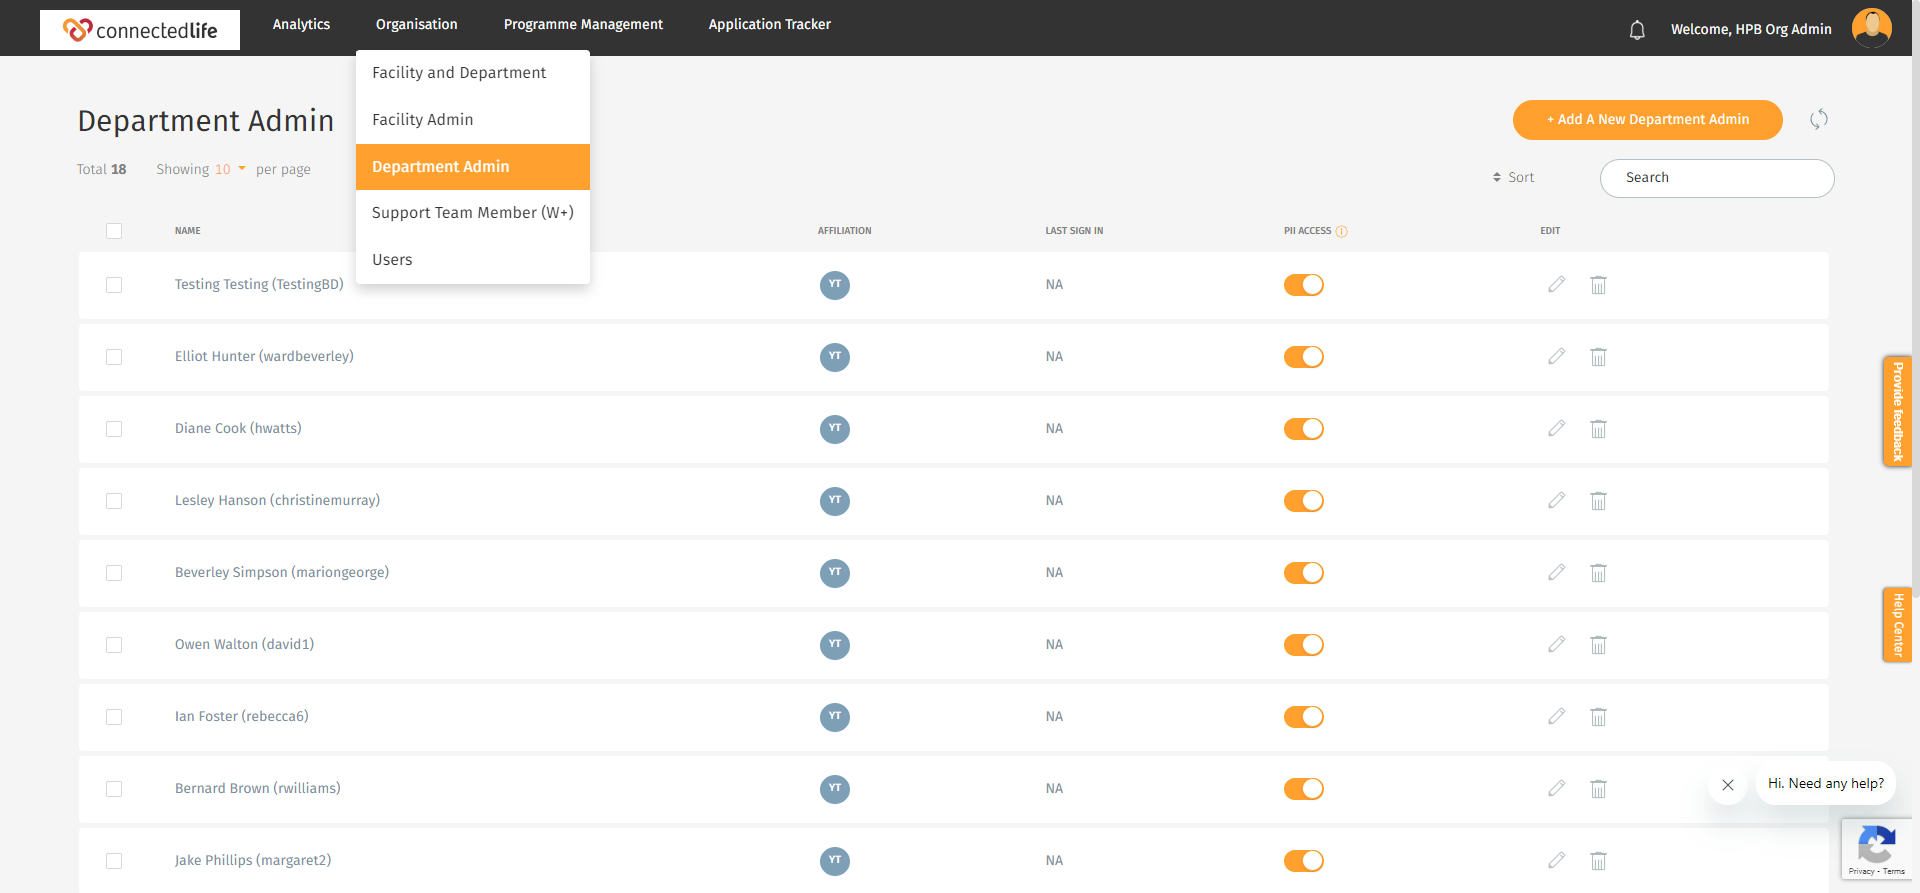 connectedlife
Analytics
Organisation
Programme Management
Application Tracker
Welcome, HPB Org Admin
Facility and Department
Facility Admin
Department Admin
Support Team Member (W+)
Users
Department Admin
+ Add A New Department Admin
Total 18
Showing 10 per page
Sort
Search
NAME
AFFILIATION
LAST SIGN IN
PII ACCESS
EDIT
Testing Testing (TestingBD)
YT
NA
Elliot Hunter (wardbeverley)
YT
NA
Diane Cook (hwatts)
YT
NA
Lesley Hanson (christinemurray)
YT
NA
Beverley Simpson (mariongeorge)
YT
NA
Owen Walton (david1)
YT
NA
Ian Foster (rebecca6)
YT
NA
Bernard Brown (rwilliams)
YT
NA
Jake Phillips (margaret2)
YT
NA
Provide feedback
Help Center
Hi. Need any help?
Privacy - Terms